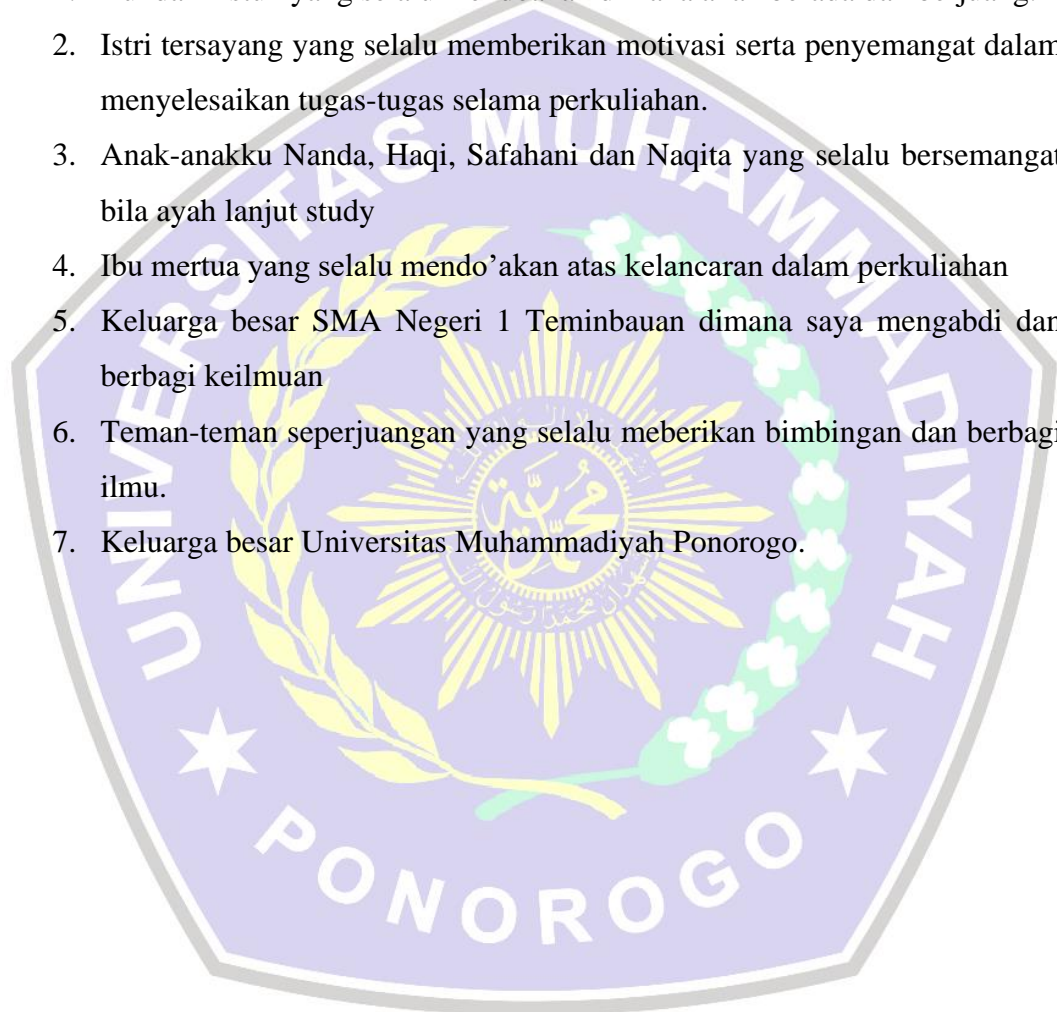 2. Istri tersayang yang selalu memberikan motivasi serta penyemangat dalam
menyelesaikan tugas-tugas selama perkuliahan.
3. Anak-anakku Nanda, Haqi, Safahani dan Naqita yang selalu bersemangat
bila ayah lanjut study
4. Ibu mertua yang selalu mendo’akan atas kelancaran dalam perkuliahan
5. Keluarga besar SMA Negeri 1 Teminbauan dimana saya mengabdi dan
berbagi keilmuan
6. Teman-teman seperjuangan yang selalu meberikan bimbingan dan berbagi
ilmu.
7. Keluarga besar Universitas Muhammadiyah Ponorogo.
UNIVERSITAS MUHAMMADIYAH
PONOROGO